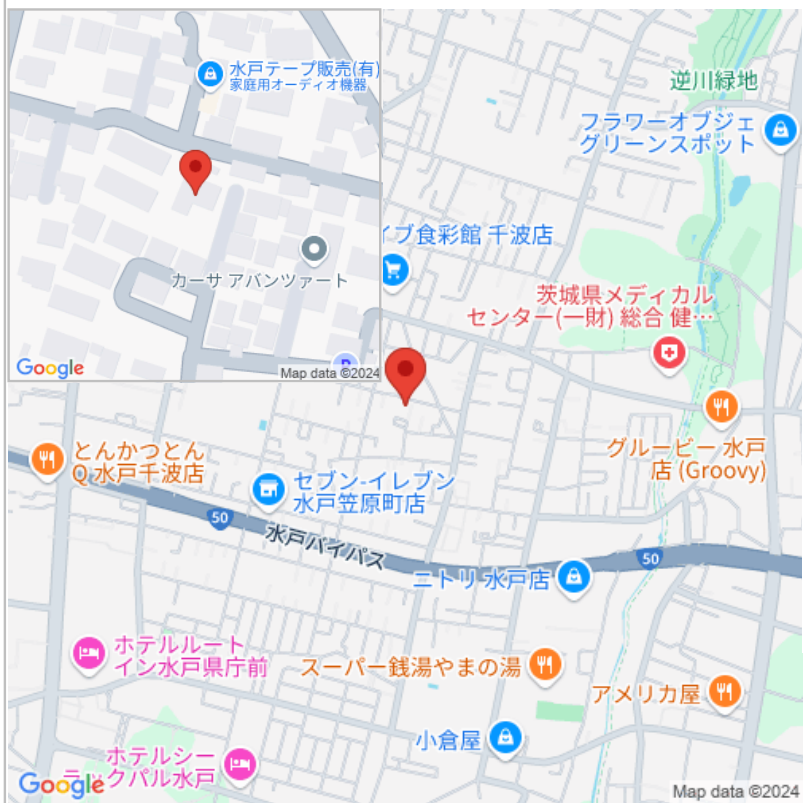 水戸テープ販売(有)
家庭用オーディオ機器
カーサ アバンツァート
Google
Map data ©2024
逆川緑地
フラワーオブジェ
グリーンスポット
イブ食彩館 千波店
茨城県メディカル
センター(一財) 総合 健…
グルービー 水戸
店 (Groovy)
とんかつとん
Q 水戸千波店
セブン-イレブン
水戸笠原町店
50
水戸バイパス
50
ニトリ 水戸店
ホテルルート
イン水戸県庁前
スーパー銭湯やまの湯
アメリカ屋
小倉屋
ホテルシー
ラックパル水戸
Google
Map data ©2024